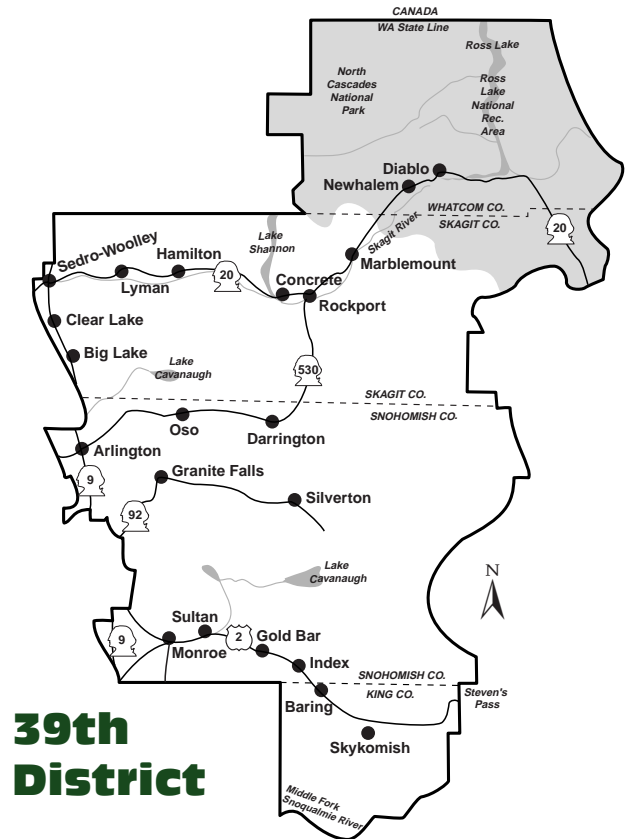 CANADA
WA State Line
Ross Lake
North
Cascades
National
Park
Ross
Lake
National
Rec.
Area
Diablo
Newhalem
WHATCOM CO.
SKAGIT CO.
20
Skagit River
Marblemount
Lake
Shannon
Sedro-Woolley
Hamilton
Lyman
20
Concrete
Rockport
Clear Lake
Big Lake
530
Lake
Cavanaugh
SKAGIT CO.
SNOHOMISH CO.
Oso
Darrington
Arlington
9
Granite Falls
92
Silverton
Lake
Cavanaugh
N
Sultan
9
2
Monroe
Gold Bar
Index
SNOHOMISH CO.
KING CO.
Steven's
Pass
Baring
Skykomish
39th
District
Middle Fork
Snoqualmie River